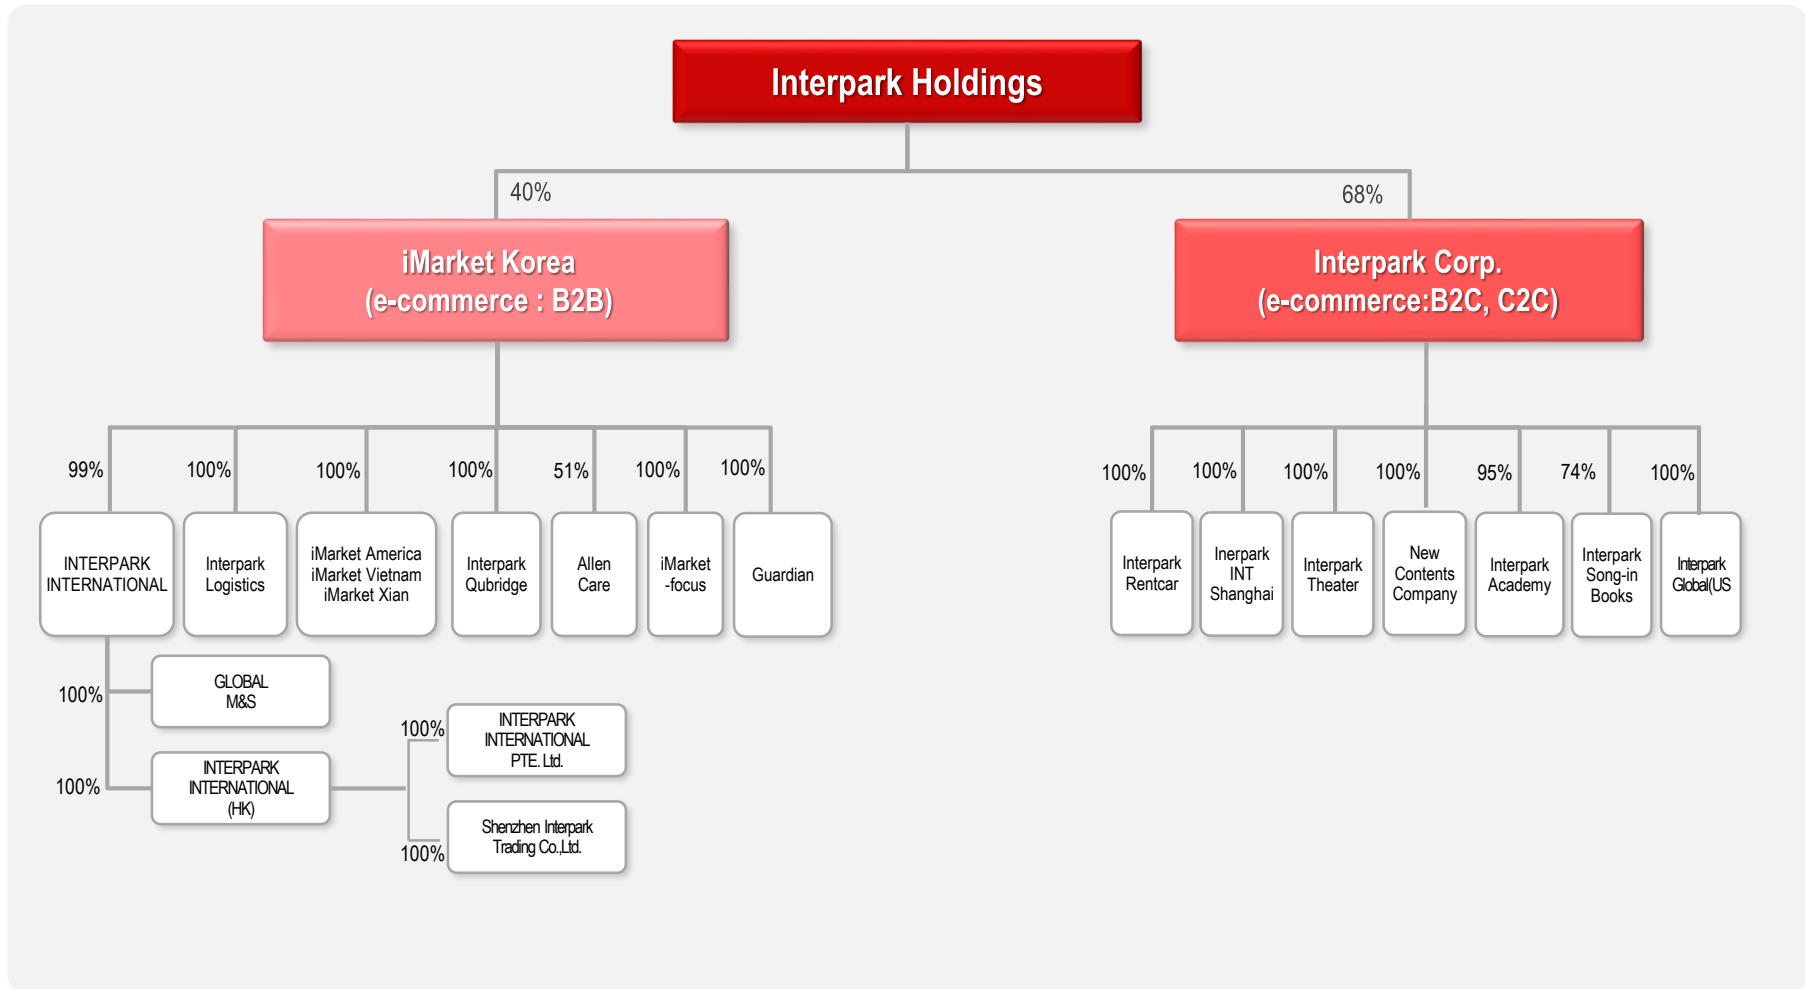 Interpark Holdings
40%
68%
iMarket Korea
(e-commerce : B2B)
Interpark Corp.
(e-commerce:B2C, C2C)
99%
100%
100%
100%
51%
100%
100%
100%
100%
100%
100%
95%
74%
100%
INTERPARK
INTERNATIONAL
Interpark
Logistics
iMarket America
iMarket Vietnam
iMarket Xian
Interpark
Qubridge
Allen
Care
iMarket
-focus
Guardian
Interpark
Rentcar
Inerpark
INT
Shanghai
Interpark
Theater
New
Contents
Company
Interpark
Academy
Interpark
Song-in
Books
Interpark
Global(US
100%
GLOBAL
M&S
100%
INTERPARK
INTERNATIONAL
(HK)
100%
INTERPARK
INTERNATIONAL
PTE. Ltd.
100%
Shenzhen Interpark
Trading Co.,Ltd.